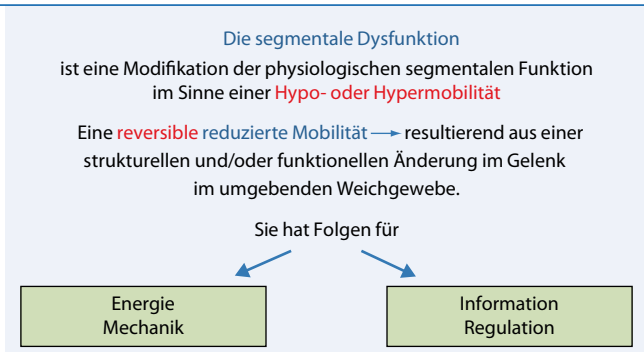 Die segmentale Dysfunktion
ist eine Modifikation der physiologischen segmentalen Funktion
im Sinne einer Hypo- oder Hypermobilität
Eine reversible reduzierte Mobilität → resultierend aus einer
strukturellen und/oder funktionellen Änderung im Gelenk
im umgebenden Weichgewebe.
Sie hat Folgen für
Energie
Mechanik
Information
Regulation